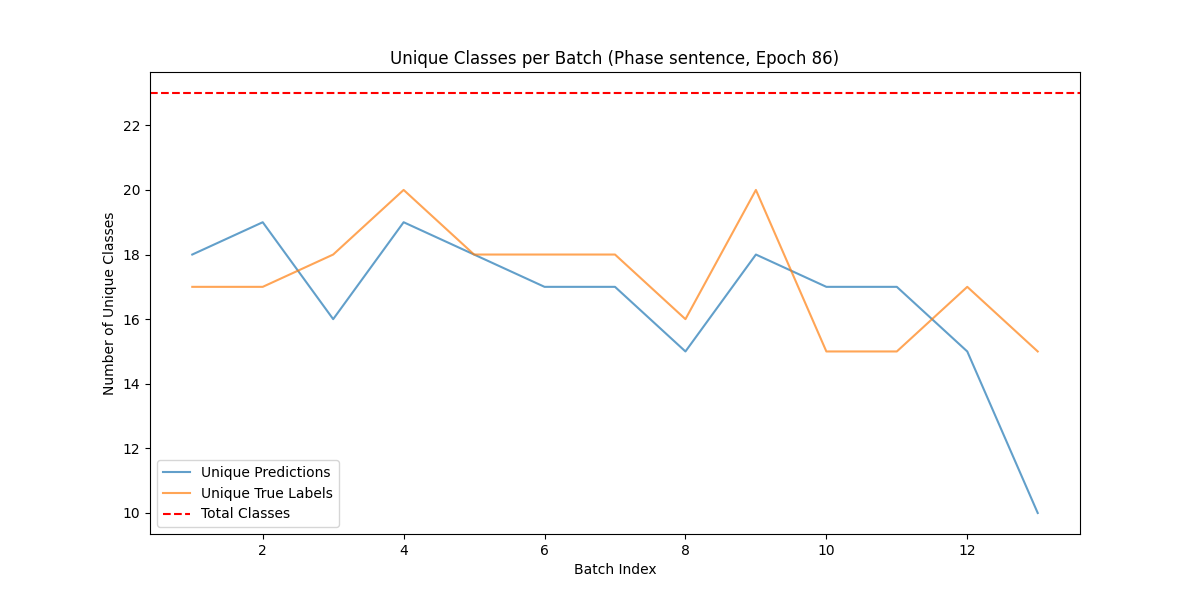 Unique Classes per Batch (Phase sentence, Epoch 86)
Number of Unique Classes
22
20
18
16
14
12
10
Unique Predictions
Unique True Labels
Total Classes
2 4 6 8 10 12
Batch Index